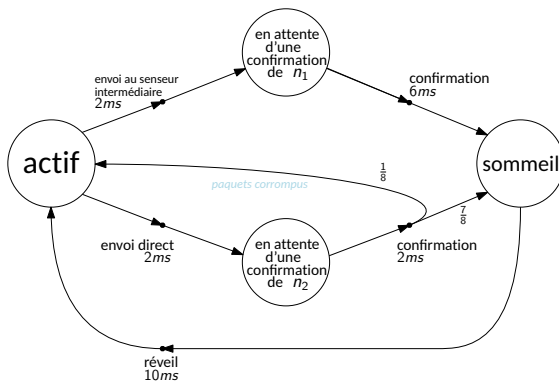 en attente
d'une
confirmation
de n₁
envoi au senseur
intermédiaire
2ms
confirmation
6ms
actif
sommeil
1/8
paquets corrompus
7/8
envoi direct
2ms
en attente
d'une
confirmation
de n₂
confirmation
2ms
réveil
10ms